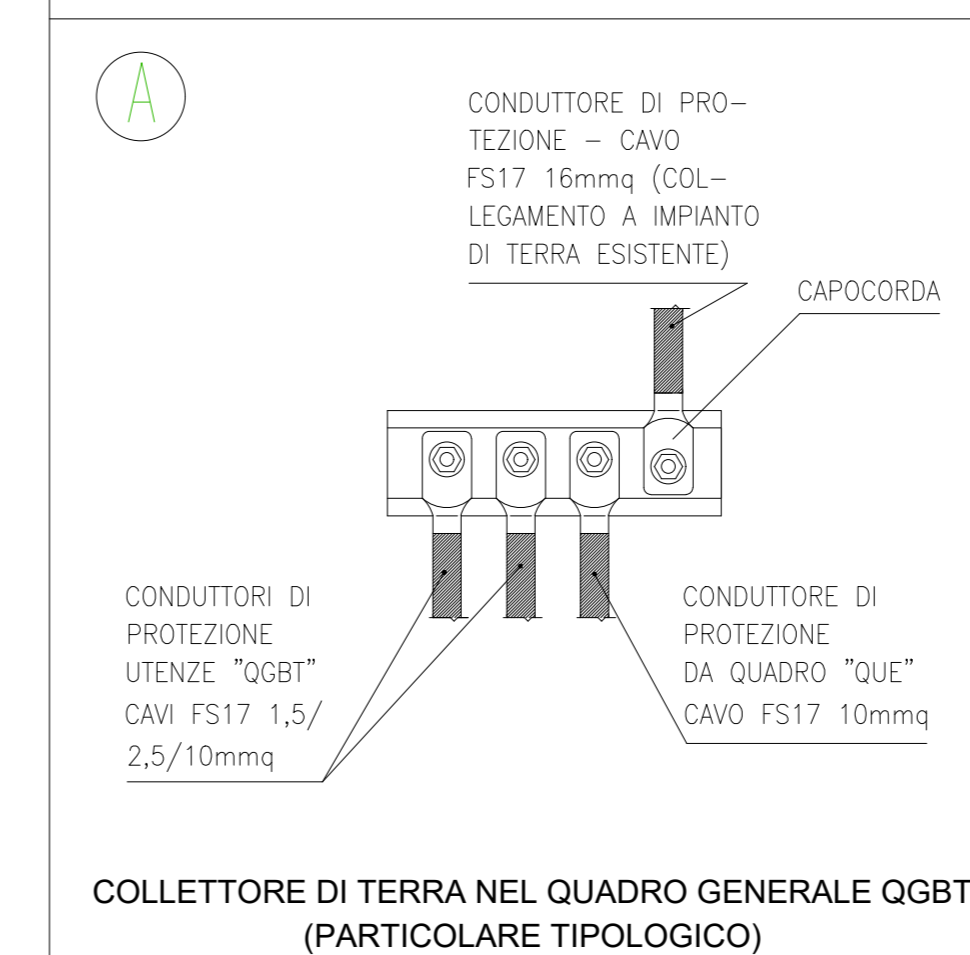 A
CONDUTTORE DI PRO–
TEZIONE – CAVO
FS17 16mmq (COL–
LEGAMENTO A IMPIANTO
DI TERRA ESISTENTE)
CAPOCORDA
CONDUTTORI DI
PROTEZIONE
UTENZE "QGBT"
CAVI FS17 1,5/
2,5/10mmq
CONDUTTORE DI
PROTEZIONE
DA QUADRO "QUE"
CAVO FS17 10mmq
COLLETTORE DI TERRA NEL QUADRO GENERALE QGBT
(PARTICOLARE TIPOLOGICO)